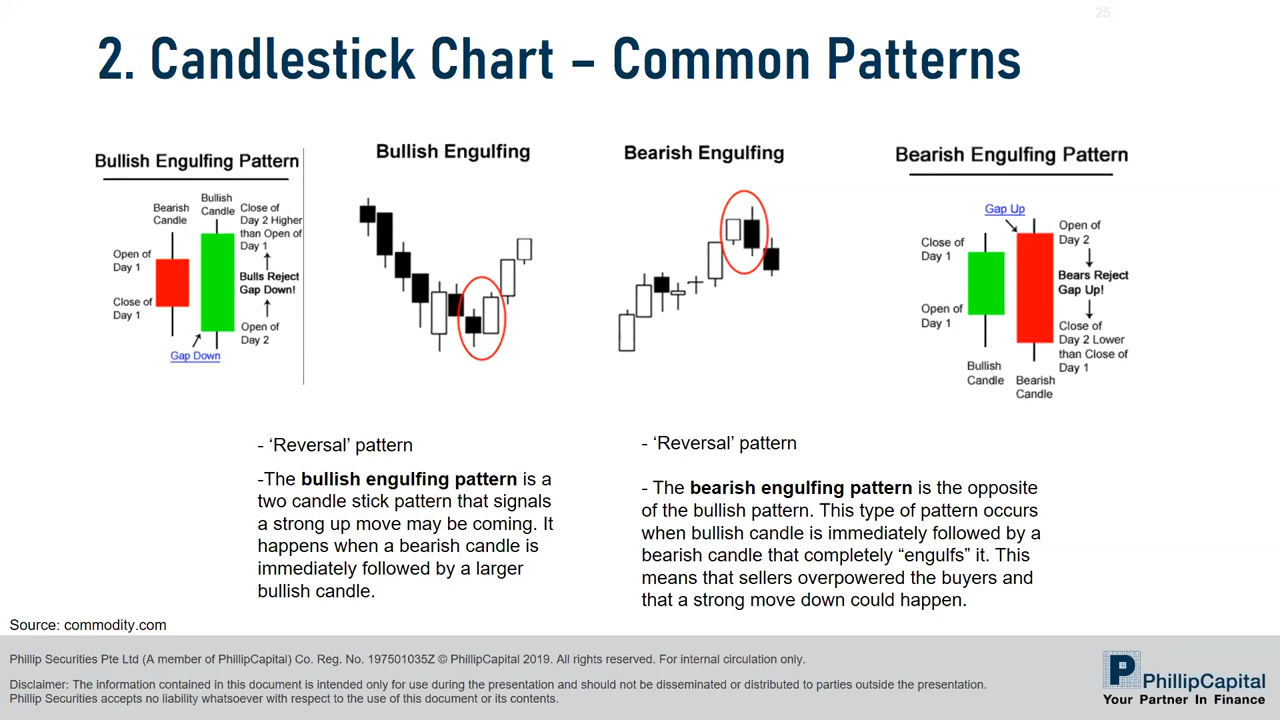 25
2. Candlestick Chart – Common Patterns
Bullish Engulfing Pattern
Bearish
Candle
Bullish
Candle
Close of
Day 2 Higher
than Open of
Day 1
Open of
Day 1
Bulls Reject
Gap Down!
Close of
Day 1
Open of
Day 2
Gap Down
Bullish Engulfing
Bearish Engulfing
Bearish Engulfing Pattern
Gap Up
Close of
Day 1
Open of
Day 2
Bears Reject
Gap Up!
Open of
Day 1
Close of
Day 2 Lower
than Close of
Day 1
Bullish
Candle
Bearish
Candle
- ‘Reversal’ pattern
-The bullish engulfing pattern is a
two candle stick pattern that signals
a strong up move may be coming. It
happens when a bearish candle is
immediately followed by a larger
bullish candle.
- ‘Reversal’ pattern
- The bearish engulfing pattern is the opposite
of the bullish pattern. This type of pattern occurs
when bullish candle is immediately followed by a
bearish candle that completely “engulfs” it. This
means that sellers overpowered the buyers and
that a strong move down could happen.
Source: commodity.com
Phillip Securities Pte Ltd (A member of PhillipCapital) Co. Reg. No. 197501035Z © PhillipCapital 2019. All rights reserved. For internal circulation only.
Disclaimer: The information contained in this document is intended only for use during the presentation and should not be disseminated or distributed to parties outside the presentation.
Phillip Securities accepts no liability whatsoever with respect to the use of this document or its contents.
P
PhillipCapital
Your Partner In Finance